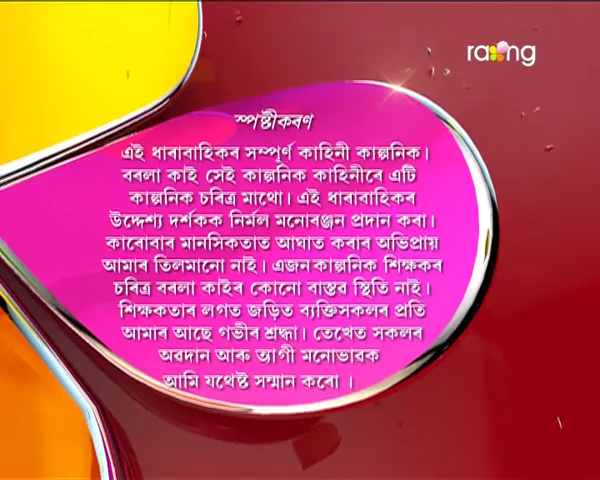 rang
স্পষ্টীকৰণ
এই ধাৰাবাহিকৰ সম্পূৰ্ণ কাহিনী কাল্পনিক।
বৰলা কাই সেই কাল্পনিক কাহিনীৰে এটি
কাল্পনিক চৰিত্ৰ মাথো। এই ধাৰাবাহিকৰ
উদ্দেশ্য দৰ্শকক নিৰ্মল মনোৰঞ্জন প্ৰদান কৰা।
কাৰোবাৰ মানসিকতাত আঘাত কৰাৰ অভিপ্ৰায়
আমাৰ তিলমানো নাই। এজন কাল্পনিক শিক্ষকৰ
চৰিত্ৰ বৰলা কাইৰ কোনো বাস্তৱ স্থিতি নাই।
শিক্ষকতাৰ লগত জড়িত ব্যক্তিসকলৰ প্ৰতি
আমাৰ আছে গভীৰ শ্ৰদ্ধা। তেখেত সকলৰ
অৱদান আৰু ত্যাগী মনোভাৱক
আমি যথেষ্ট সন্মান কৰো ।